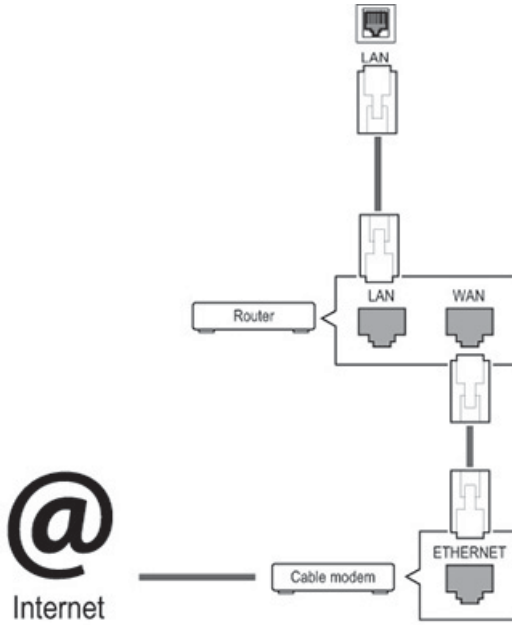 LAN
LAN WAN
Router
ETHERNET
Cable modem
@
Internet